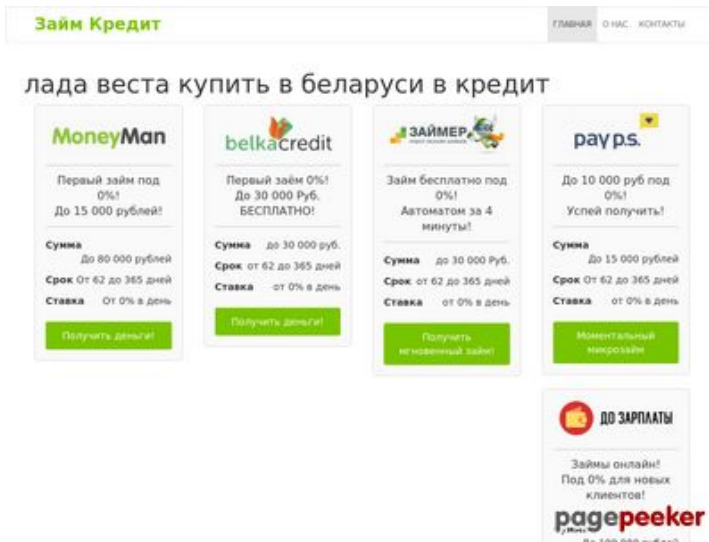 Займ Кредит
ГЛАВНАЯ О НАС КОНТАКТЫ
лада веста купить в беларуси в кредит
MoneyMan
Первый займ под
0%!
До 15 000 рублей!
Сумма
До 80 000 рублей
Срок От 62 до 365 дней
Ставка От 0% в день
Получить деньги!
belkacredit
Первый заём 0%!
До 30 000 Руб.
БЕСПЛАТНО!
Сумма до 30 000 руб.
Срок от 62 до 365 дней
Ставка от 0% в день
Получить деньги!
ЗАЙМЕР
Займ бесплатно под
0%!
Автоматом за 4
минуты!
Сумма до 30 000 Руб.
Срок от 62 до 365 дней
Ставка от 0% в день
Получить
мгновенный займ!
pay p.s.
До 10 000 руб под
0%!
Успей получить!
Сумма
До 15 000 рублей
Срок От 62 до 365 дней
Ставка от 0% в день
Моментальный
микрозайм
ДО ЗАРПЛАТЫ
Займы онлайн!
Под 0% для новых
клиентов!
pagepeeker
До 100 000 рублей